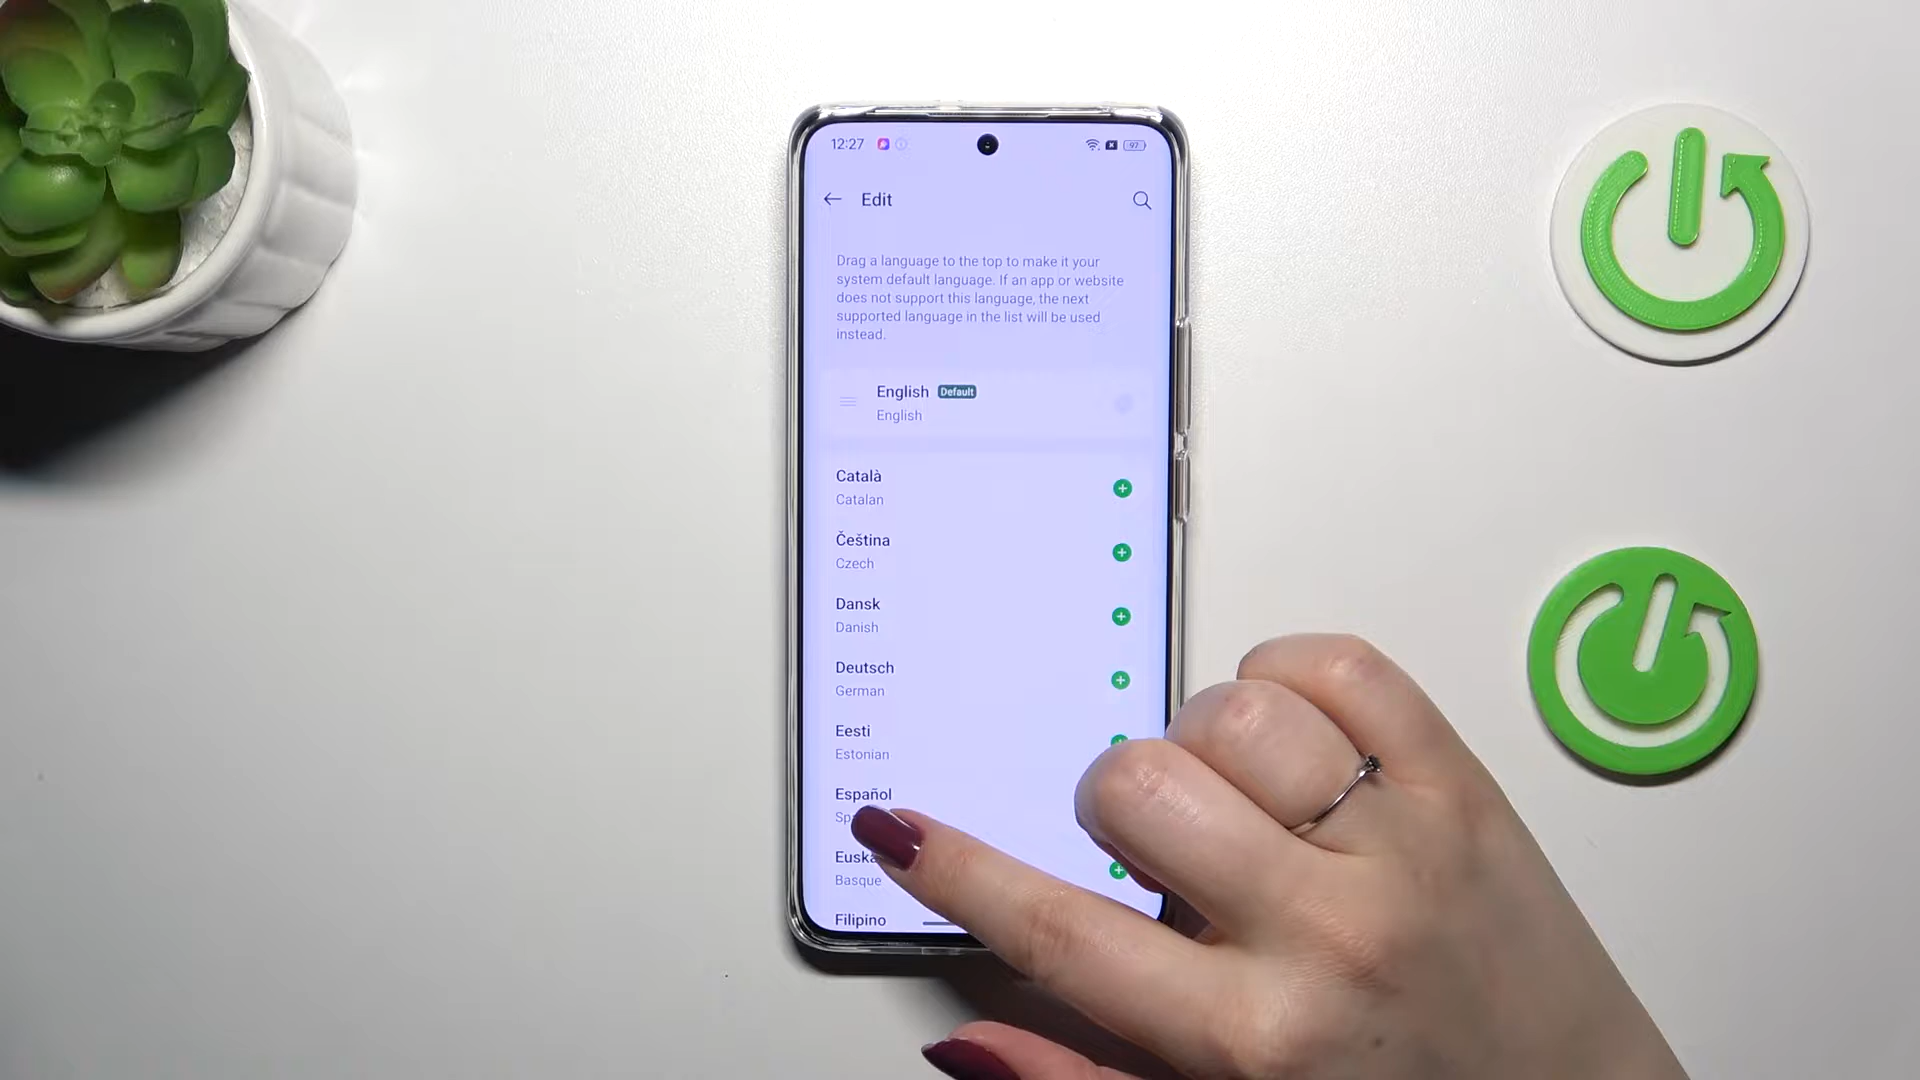 12:27
97
Edit
Drag a language to the top to make it your
system default language. If an app or website
does not support this language, the next
supported language in the list will be used
instead.
English Default
English
Català
Catalan
Čeština
Czech
Dansk
Danish
Deutsch
German
Eesti
Estonian
Español
Basque
Filipino